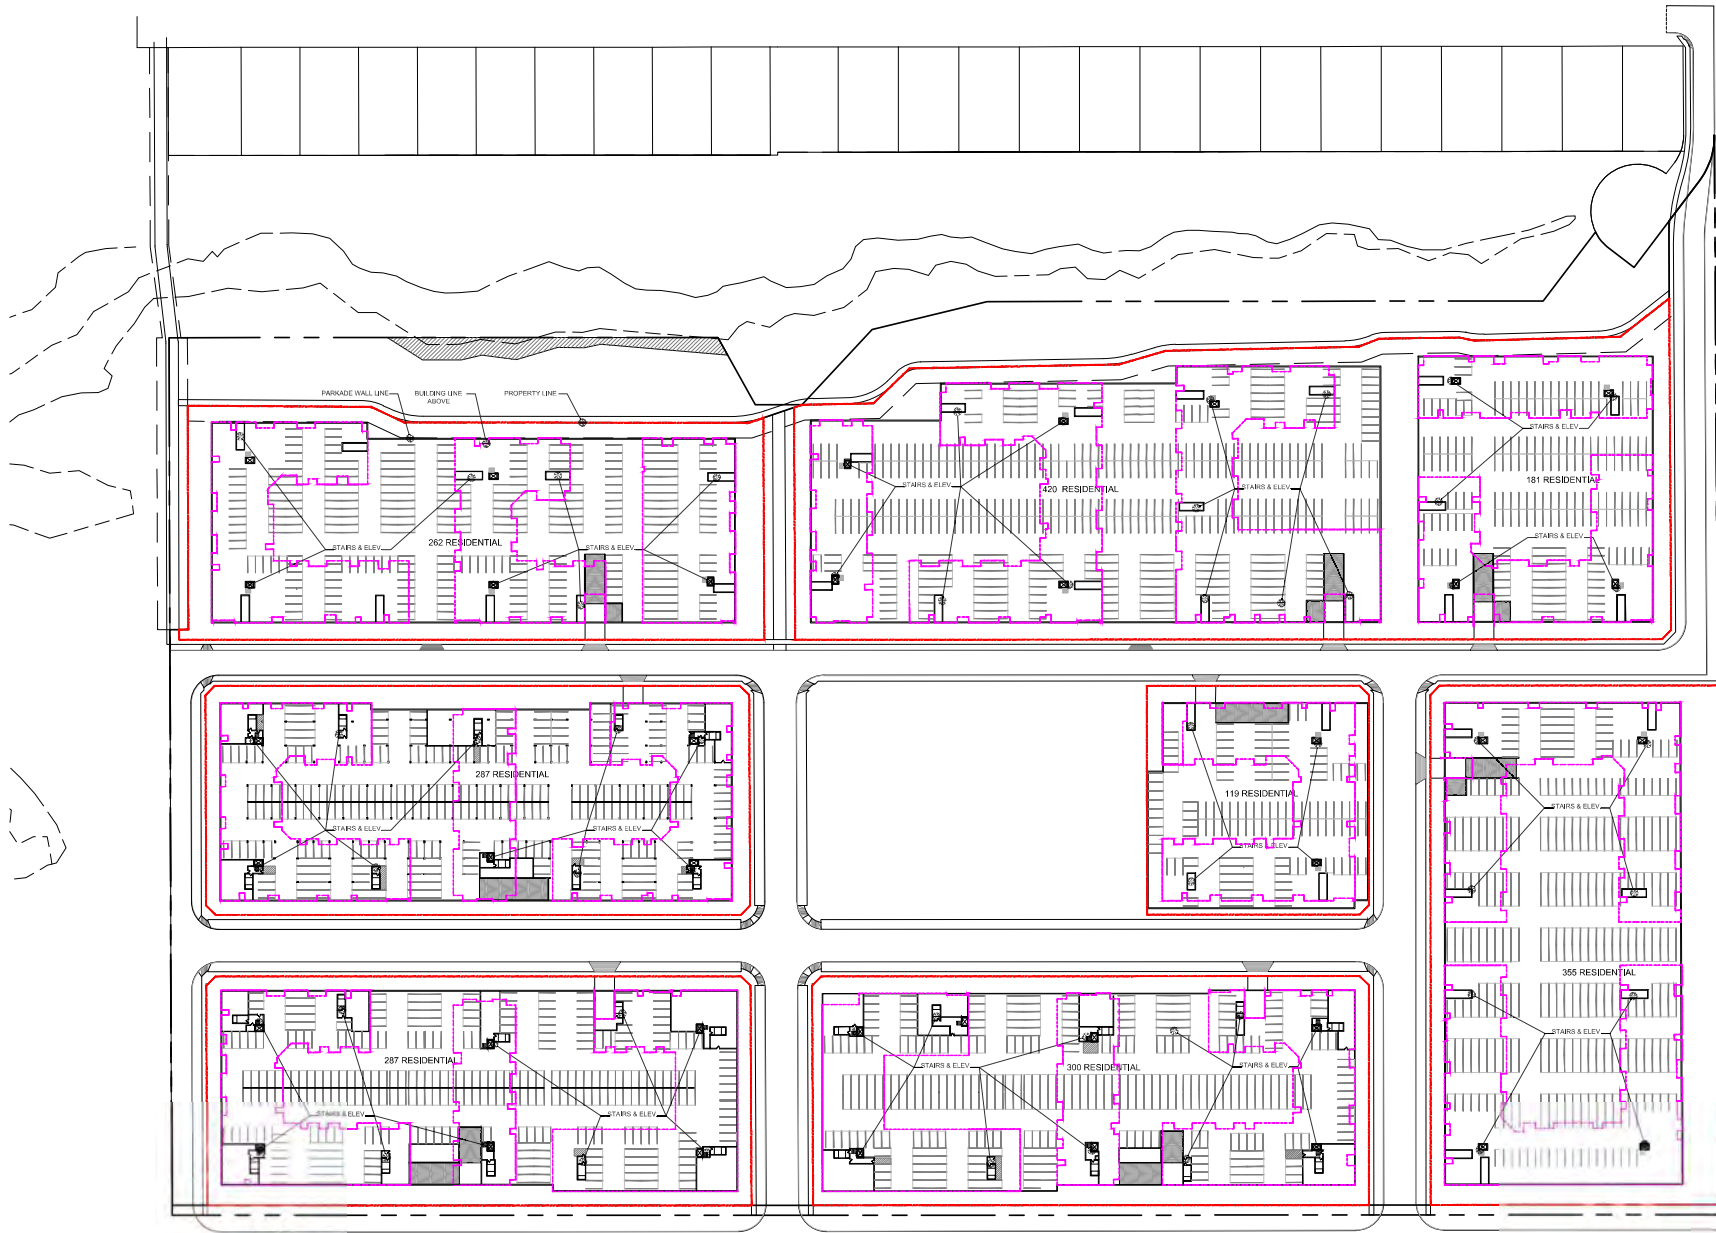 PARKADE WALL LINE
BUILDING LINE
ABOVE
PROPERTY LINE
STAIRS & ELEV
262 RESIDENTIAL
STAIRS & ELEV
STAIRS & ELEV
420 RESIDENTIAL
STAIRS & ELEV
STAIRS & ELEV
181 RESIDENTIAL
STAIRS & ELEV
287 RESIDENTIAL
STAIRS & ELEV
STAIRS & ELEV
119 RESIDENTIAL
STAIRS & ELEV
STAIRS & ELEV
355 RESIDENTIAL
STAIRS & ELEV
287 RESIDENTIAL
STAIRS & ELEV
STAIRS & ELEV
STAIRS & ELEV
300 RESIDENTIAL
STAIRS & ELEV